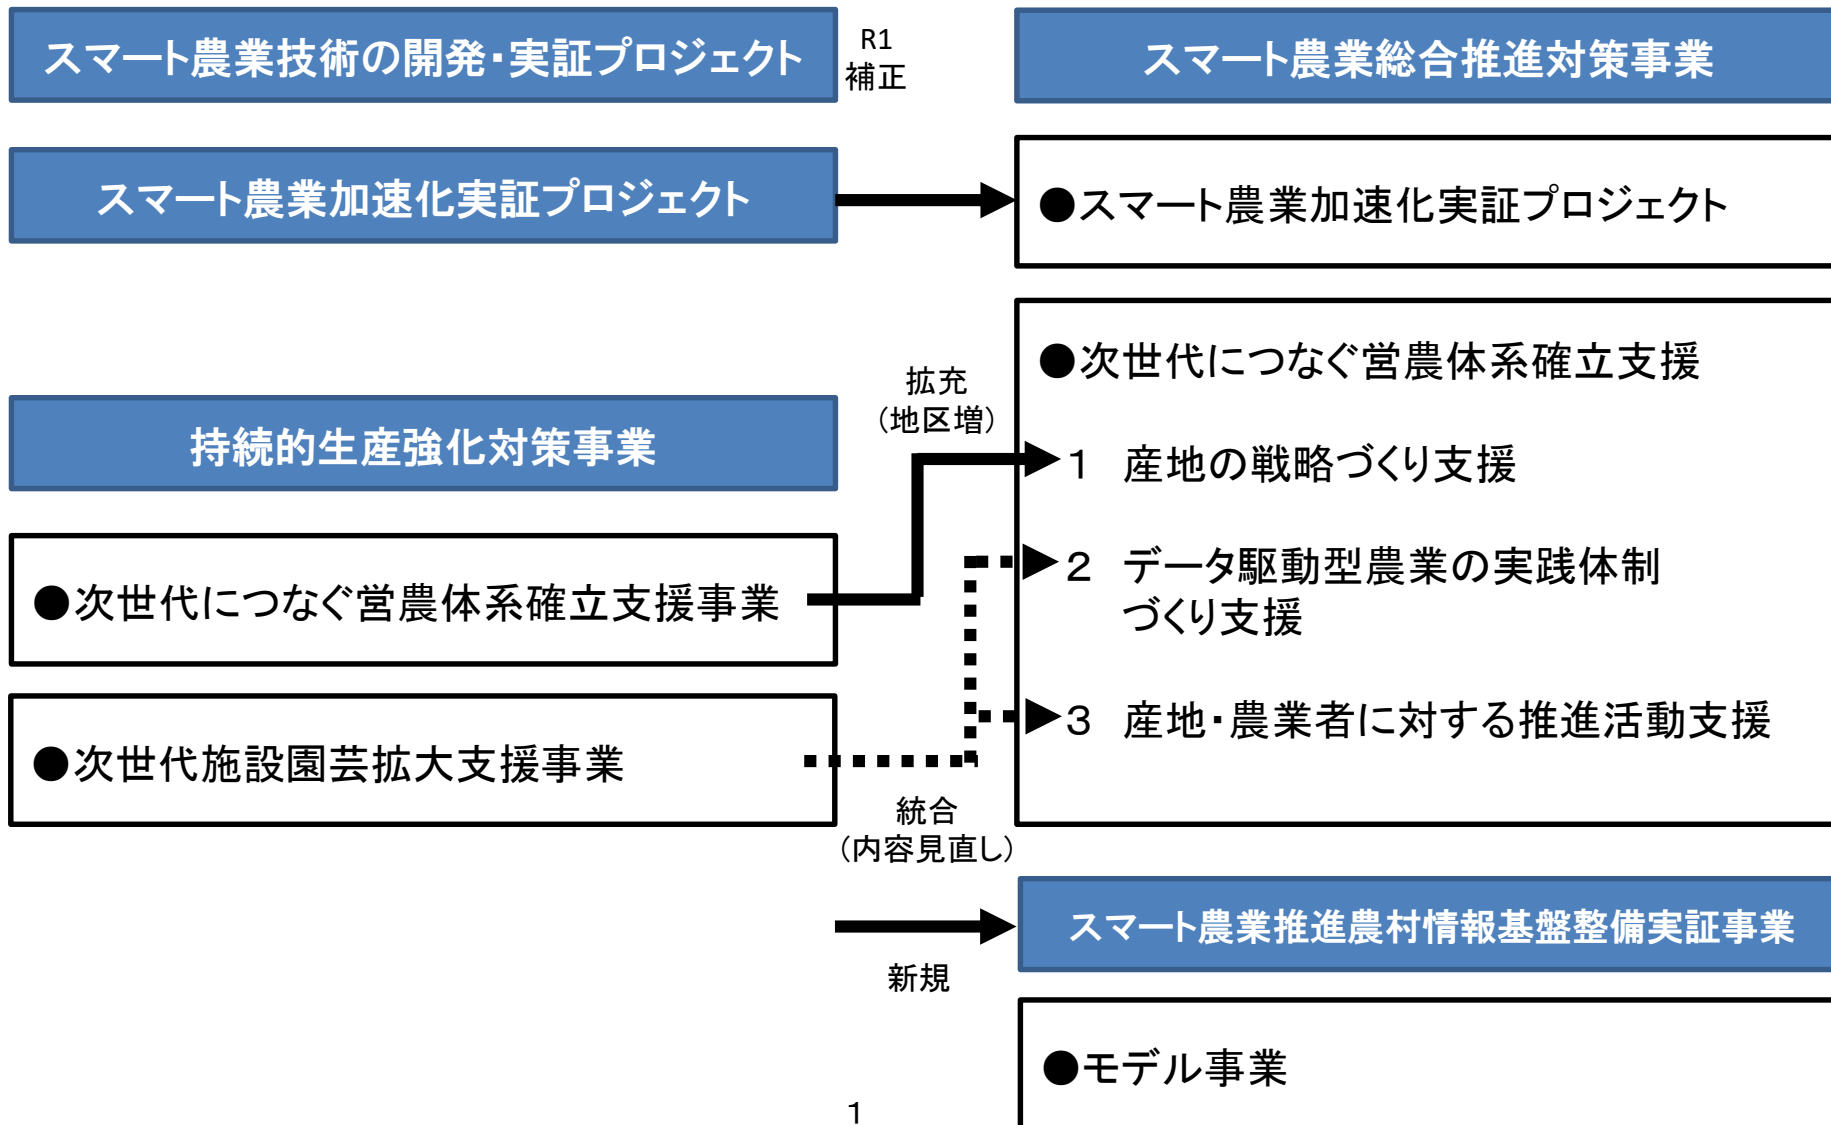 スマート農業技術の開発・実証プロジェクト
R1
補正
スマート農業総合推進対策事業
スマート農業加速化実証プロジェクト
●スマート農業加速化実証プロジェクト
●次世代につなぐ営農体系確立支援
拡充
（地区増）
持続的生産強化対策事業
1 産地の戦略づくり支援
●次世代につなぐ営農体系確立支援事業
2 データ駆動型農業の実践体制
づくり支援
3 産地・農業者に対する推進活動支援
●次世代施設園芸拡大支援事業
統合
（内容見直し）
スマート農業推進農村情報基盤整備実証事業
新規
●モデル事業
1